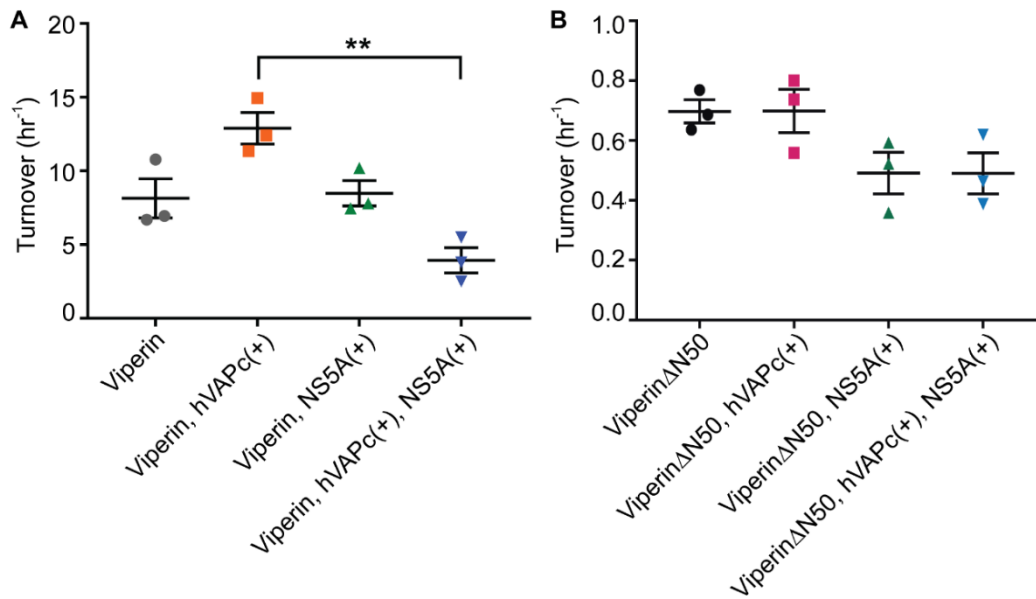 A
20
15
10
5
0
Turnover (hr⁻¹)
**
Viperin
Viperin, hVAPc(+)
Viperin, NS5A(+)
Viperin, hVAPc(+), NS5A(+)
B
1.0
0.8
0.6
0.4
0.2
0.0
Turnover (hr⁻¹)
ViperinΔN50
ViperinΔN50, hVAPc(+)
ViperinΔN50, NS5A(+)
ViperinΔN50, hVAPc(+), NS5A(+)